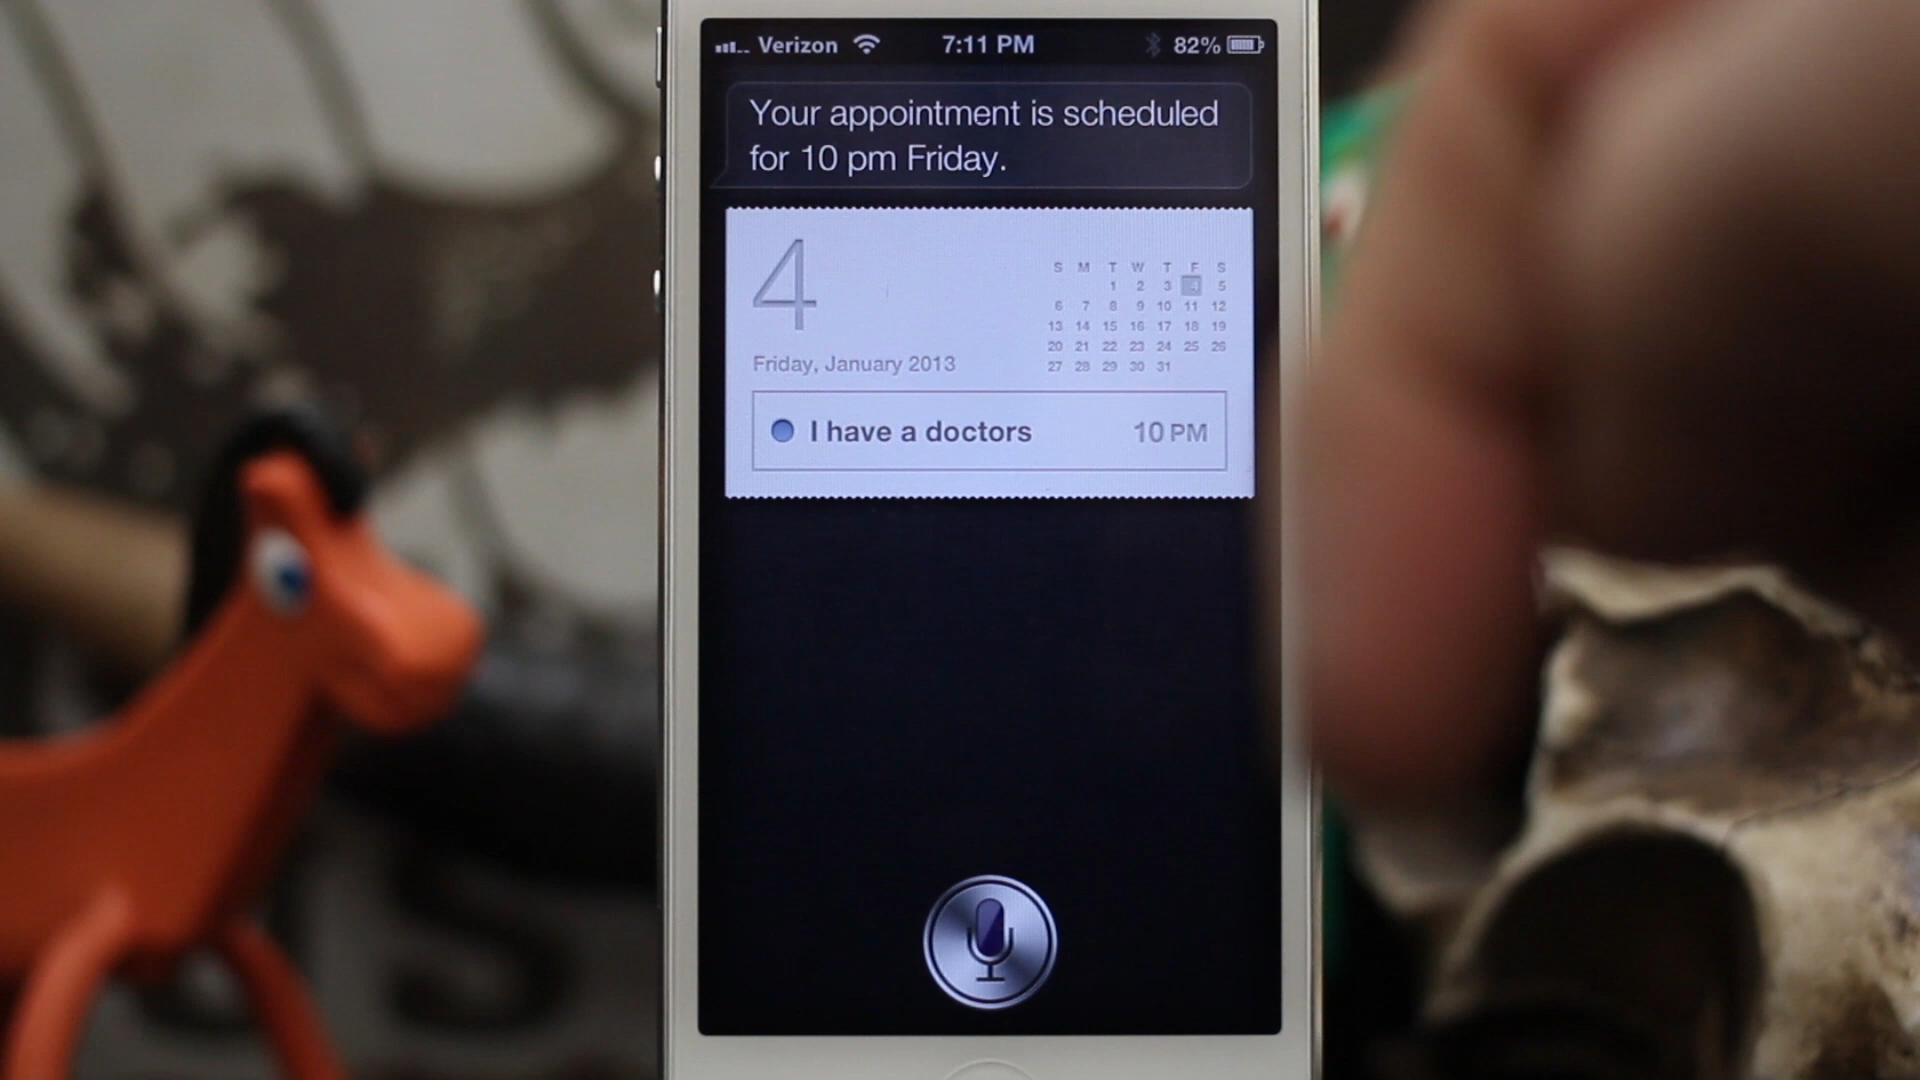 Verizon 7:11 PM 82%
Your appointment is scheduled
for 10 pm Friday.
4
Friday, January 2013
S M T W T F S
1 2 3 4 5
6 7 8 9 10 11 12
13 14 15 16 17 18 19
20 21 22 23 24 25 26
27 28 29 30 31
I have a doctors 10 PM